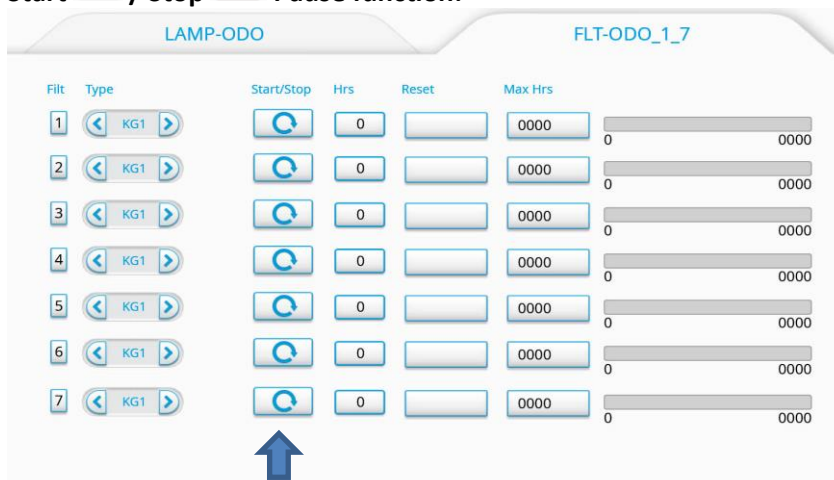 LAMP-ODO FLT-ODO_1_7
Filt Type Start/Stop Hrs Reset Max Hrs
1 KG1 0 0000 0 0000
2 KG1 0 0000 0 0000
3 KG1 0 0000 0 0000
4 KG1 0 0000 0 0000
5 KG1 0 0000 0 0000
6 KG1 0 0000 0 0000
7 KG1 0 0000 0 0000